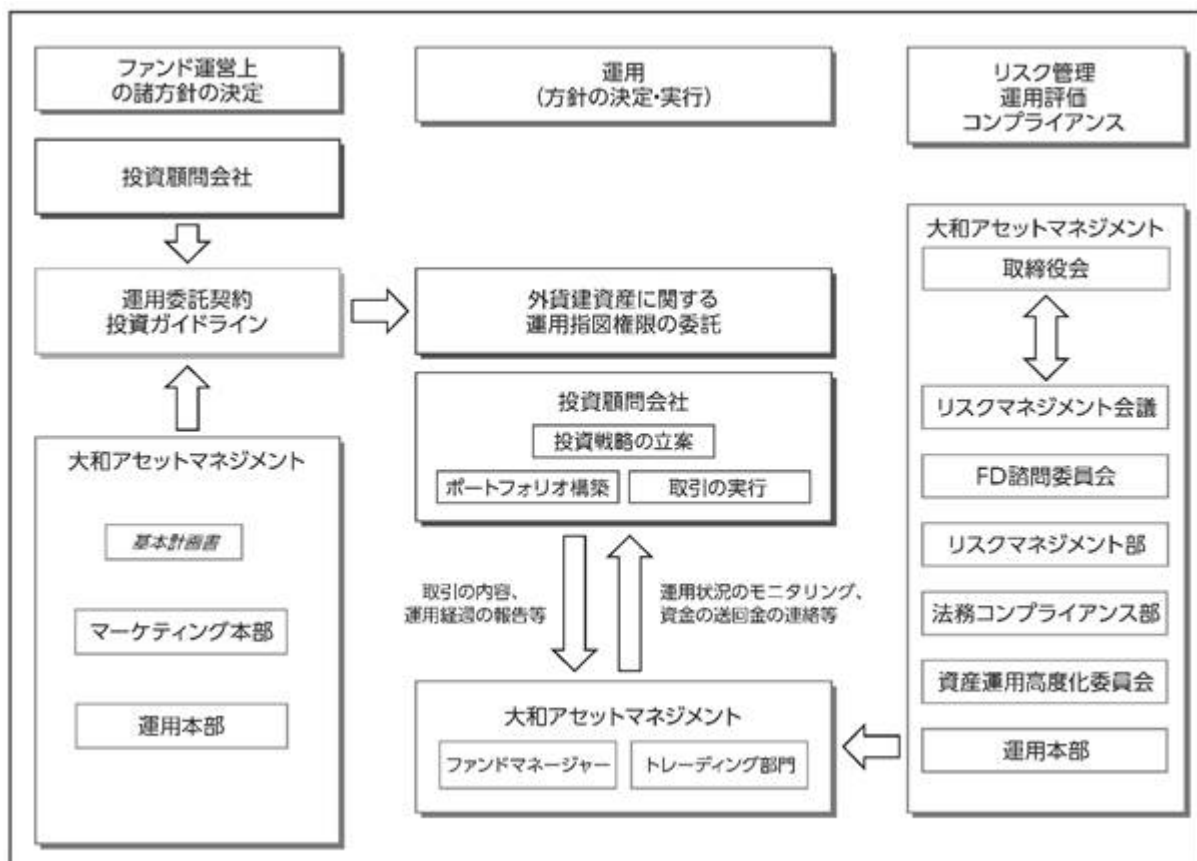 ファンド運営上
の諸方針の決定
投資顧問会社
運用委託契約
投資ガイドライン
大和アセットマネジメント
基本計画書
マーケティング本部
運用本部
運用
(方針の決定・実行)
外貨建資産に関する
運用指図権限の委託
投資顧問会社
投資戦略の立案
ポートフォリオ構築
取引の実行
取引の内容、
運用経過の報告等
運用状況のモニタリング、
資金の送回金の連絡等
大和アセットマネジメント
ファンドマネージャー
トレーディング部門
リスク管理
運用評価
コンプライアンス
大和アセットマネジメント
取締役会
リスクマネジメント会議
FD諮問委員会
リスクマネジメント部
法務コンプライアンス部
資産運用高度化委員会
運用本部